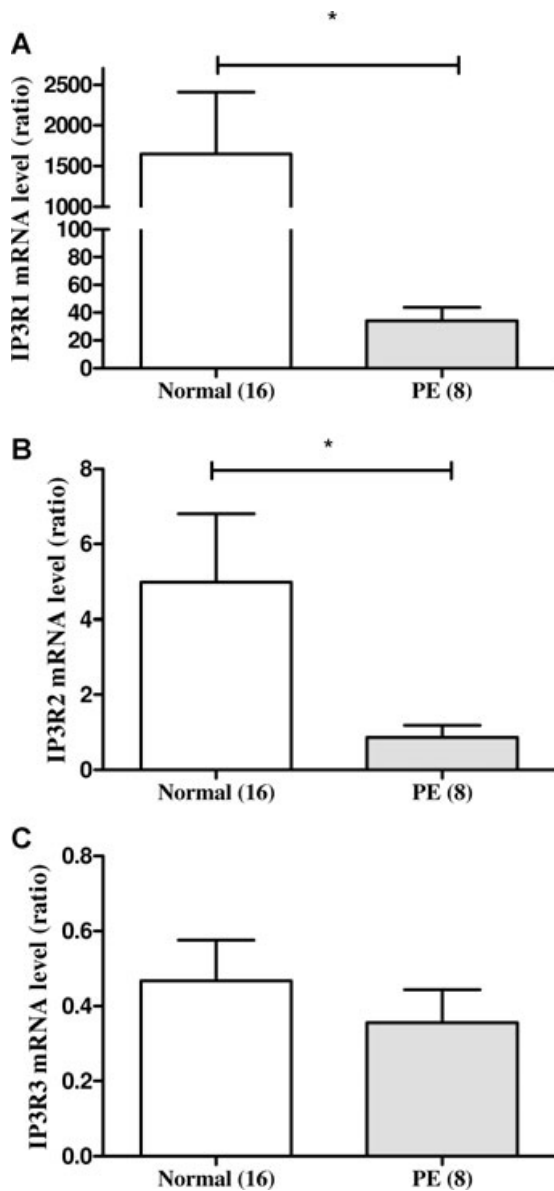 A
*
IP3R1 mRNA level (ratio)
2500
2000
1500
1000
100
80
60
40
20
0
Normal (16) PE (8)
B
*
IP3R2 mRNA level (ratio)
8
6
4
2
0
Normal (16) PE (8)
C
IP3R3 mRNA level (ratio)
0.8
0.6
0.4
0.2
0.0
Normal (16) PE (8)